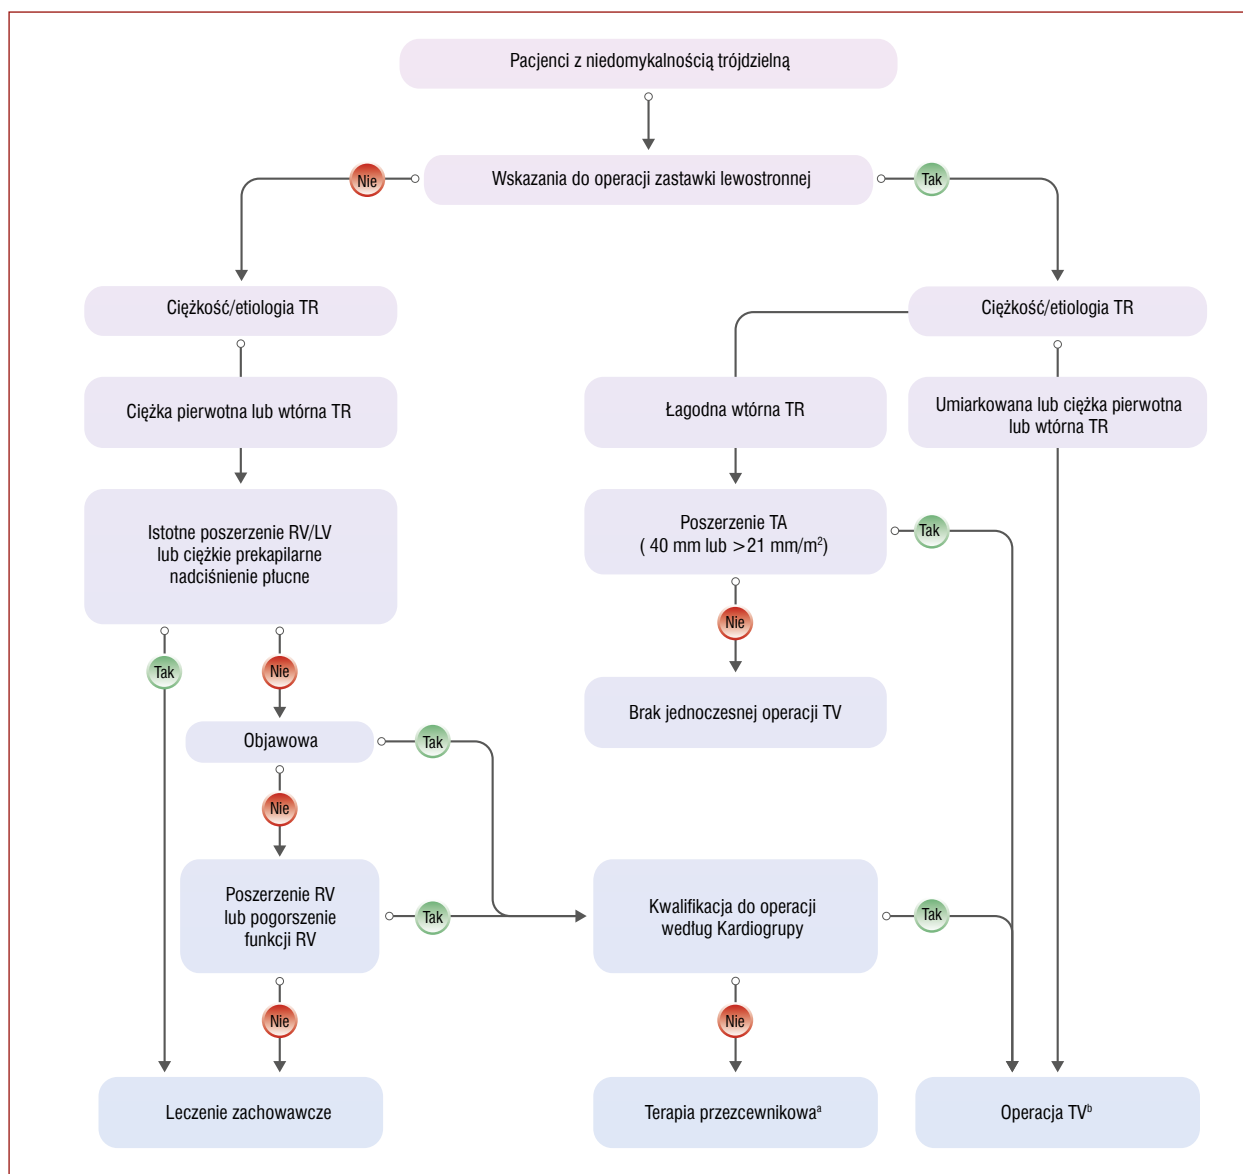 Pacjenci z niedomykalnością trójdzielną
Wskazania do operacji zastawki lewostronnej
Nie
Tak
Ciężkość/etiologia TR
Ciężkość/etiologia TR
Ciężka pierwotna lub wtórna TR
Łagodna wtórna TR
Umiarkowana lub ciężka pierwotna
lub wtórna TR
Istotne poszerzenie RV/LV
lub ciężkie prekapilarne
nadciśnienie płucne
Poszerzenie TA
( 40 mm lub >21 mm/m²)
Tak
Nie
Tak
Nie
Brak jednoczesnej operacji TV
Objawowa
Tak
Nie
Poszerzenie RV
lub pogorszenie
funkcji RV
Tak
Kwalifikacja do operacji
według Kardiogrupy
Tak
Nie
Nie
Leczenie zachowawcze
Terapia przezcewnikowaᵃ
Operacja TVᵇ